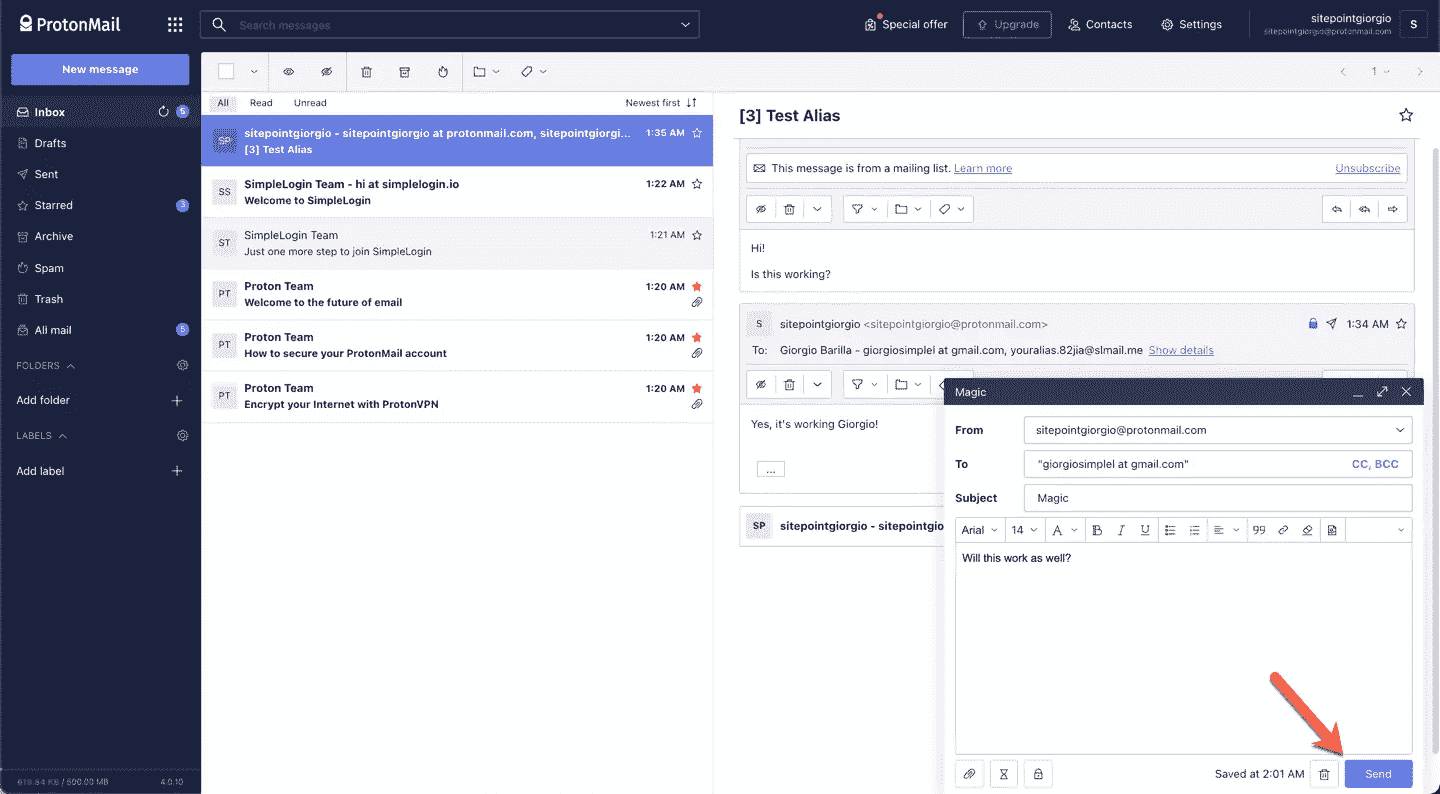 ProtonMail
Search messages
Special offer
Upgrade
Contacts
Settings
sitepointgiorgio
sitepointgiorgio@protonmail.com
S
New message
Inbox 5
Drafts
Sent
Starred 3
Archive
Spam
Trash
All mail 5
FOLDERS
Add folder
LABELS
Add label
/ 500.00 MB 4.0.10
1
All Read Unread Newest first
SP sitepointgiorgio - sitepointgiorgio at protonmail.com, sitepointgiorgi... 1:35 AM
[3] Test Alias
SS SimpleLogin Team - hi at simplelogin.io 1:22 AM
Welcome to SimpleLogin
ST SimpleLogin Team 1:21 AM
Just one more step to join SimpleLogin
PT Proton Team 1:20 AM
Welcome to the future of email
PT Proton Team 1:20 AM
How to secure your ProtonMail account
PT Proton Team 1:20 AM
Encrypt your Internet with ProtonVPN
[3] Test Alias
This message is from a mailing list. Learn more Unsubscribe
Hi!
Is this working?
S sitepointgiorgio <sitepointgiorgio@protonmail.com> 1:34 AM
To: Giorgio Barilla - giorgiosimplel at gmail.com, youralias.82jia@slmail.me Show details
Yes, it's working Giorgio!
...
SP sitepointgiorgio - sitepointgio
Magic
From sitepointgiorgio@protonmail.com
To "giorgiosimplel at gmail.com" CC, BCC
Subject Magic
Arial 14 A B I U 99
Will this work as well?
Saved at 2:01 AM Send